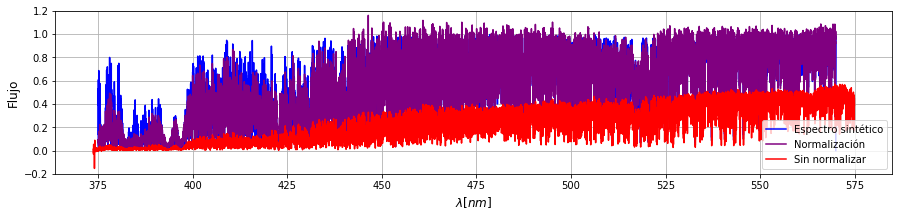 1.2
1.0
0.8
0.6
0.4
0.2
0.0
−0.2
Flujo
375 400 425 450 475 500 525 550 575
λ[nm]
Espectro sintético
Normalización
Sin normalizar